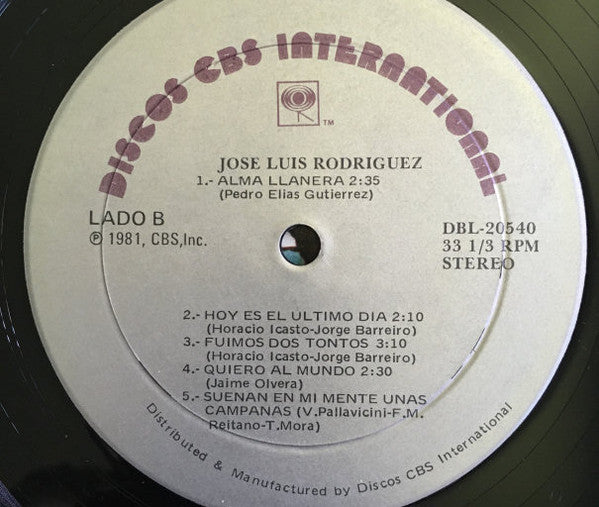 DISCOS CBS INTERNATIONAL
TM
JOSE LUIS RODRIGUEZ
1.- ALMA LLANERA 2:35
(Pedro Elias Gutierrez)
LADO B
℗ 1981, CBS,Inc.
DBL-20540
33 1/3 RPM
STEREO
2.- HOY ES EL ULTIMO DIA 2:10
(Horacio Icasto-Jorge Barreiro)
3.- FUIMOS DOS TONTOS 3:10
(Horacio Icasto-Jorge Barreiro)
4.- QUIERO AL MUNDO 2:30
(Jaime Olvera)
5.- SUENAN EN MI MENTE UNAS
CAMPANAS (V.Pallavicini-F.M.
Reitano-T.Mora)
Distributed & Manufactured by Discos CBS International